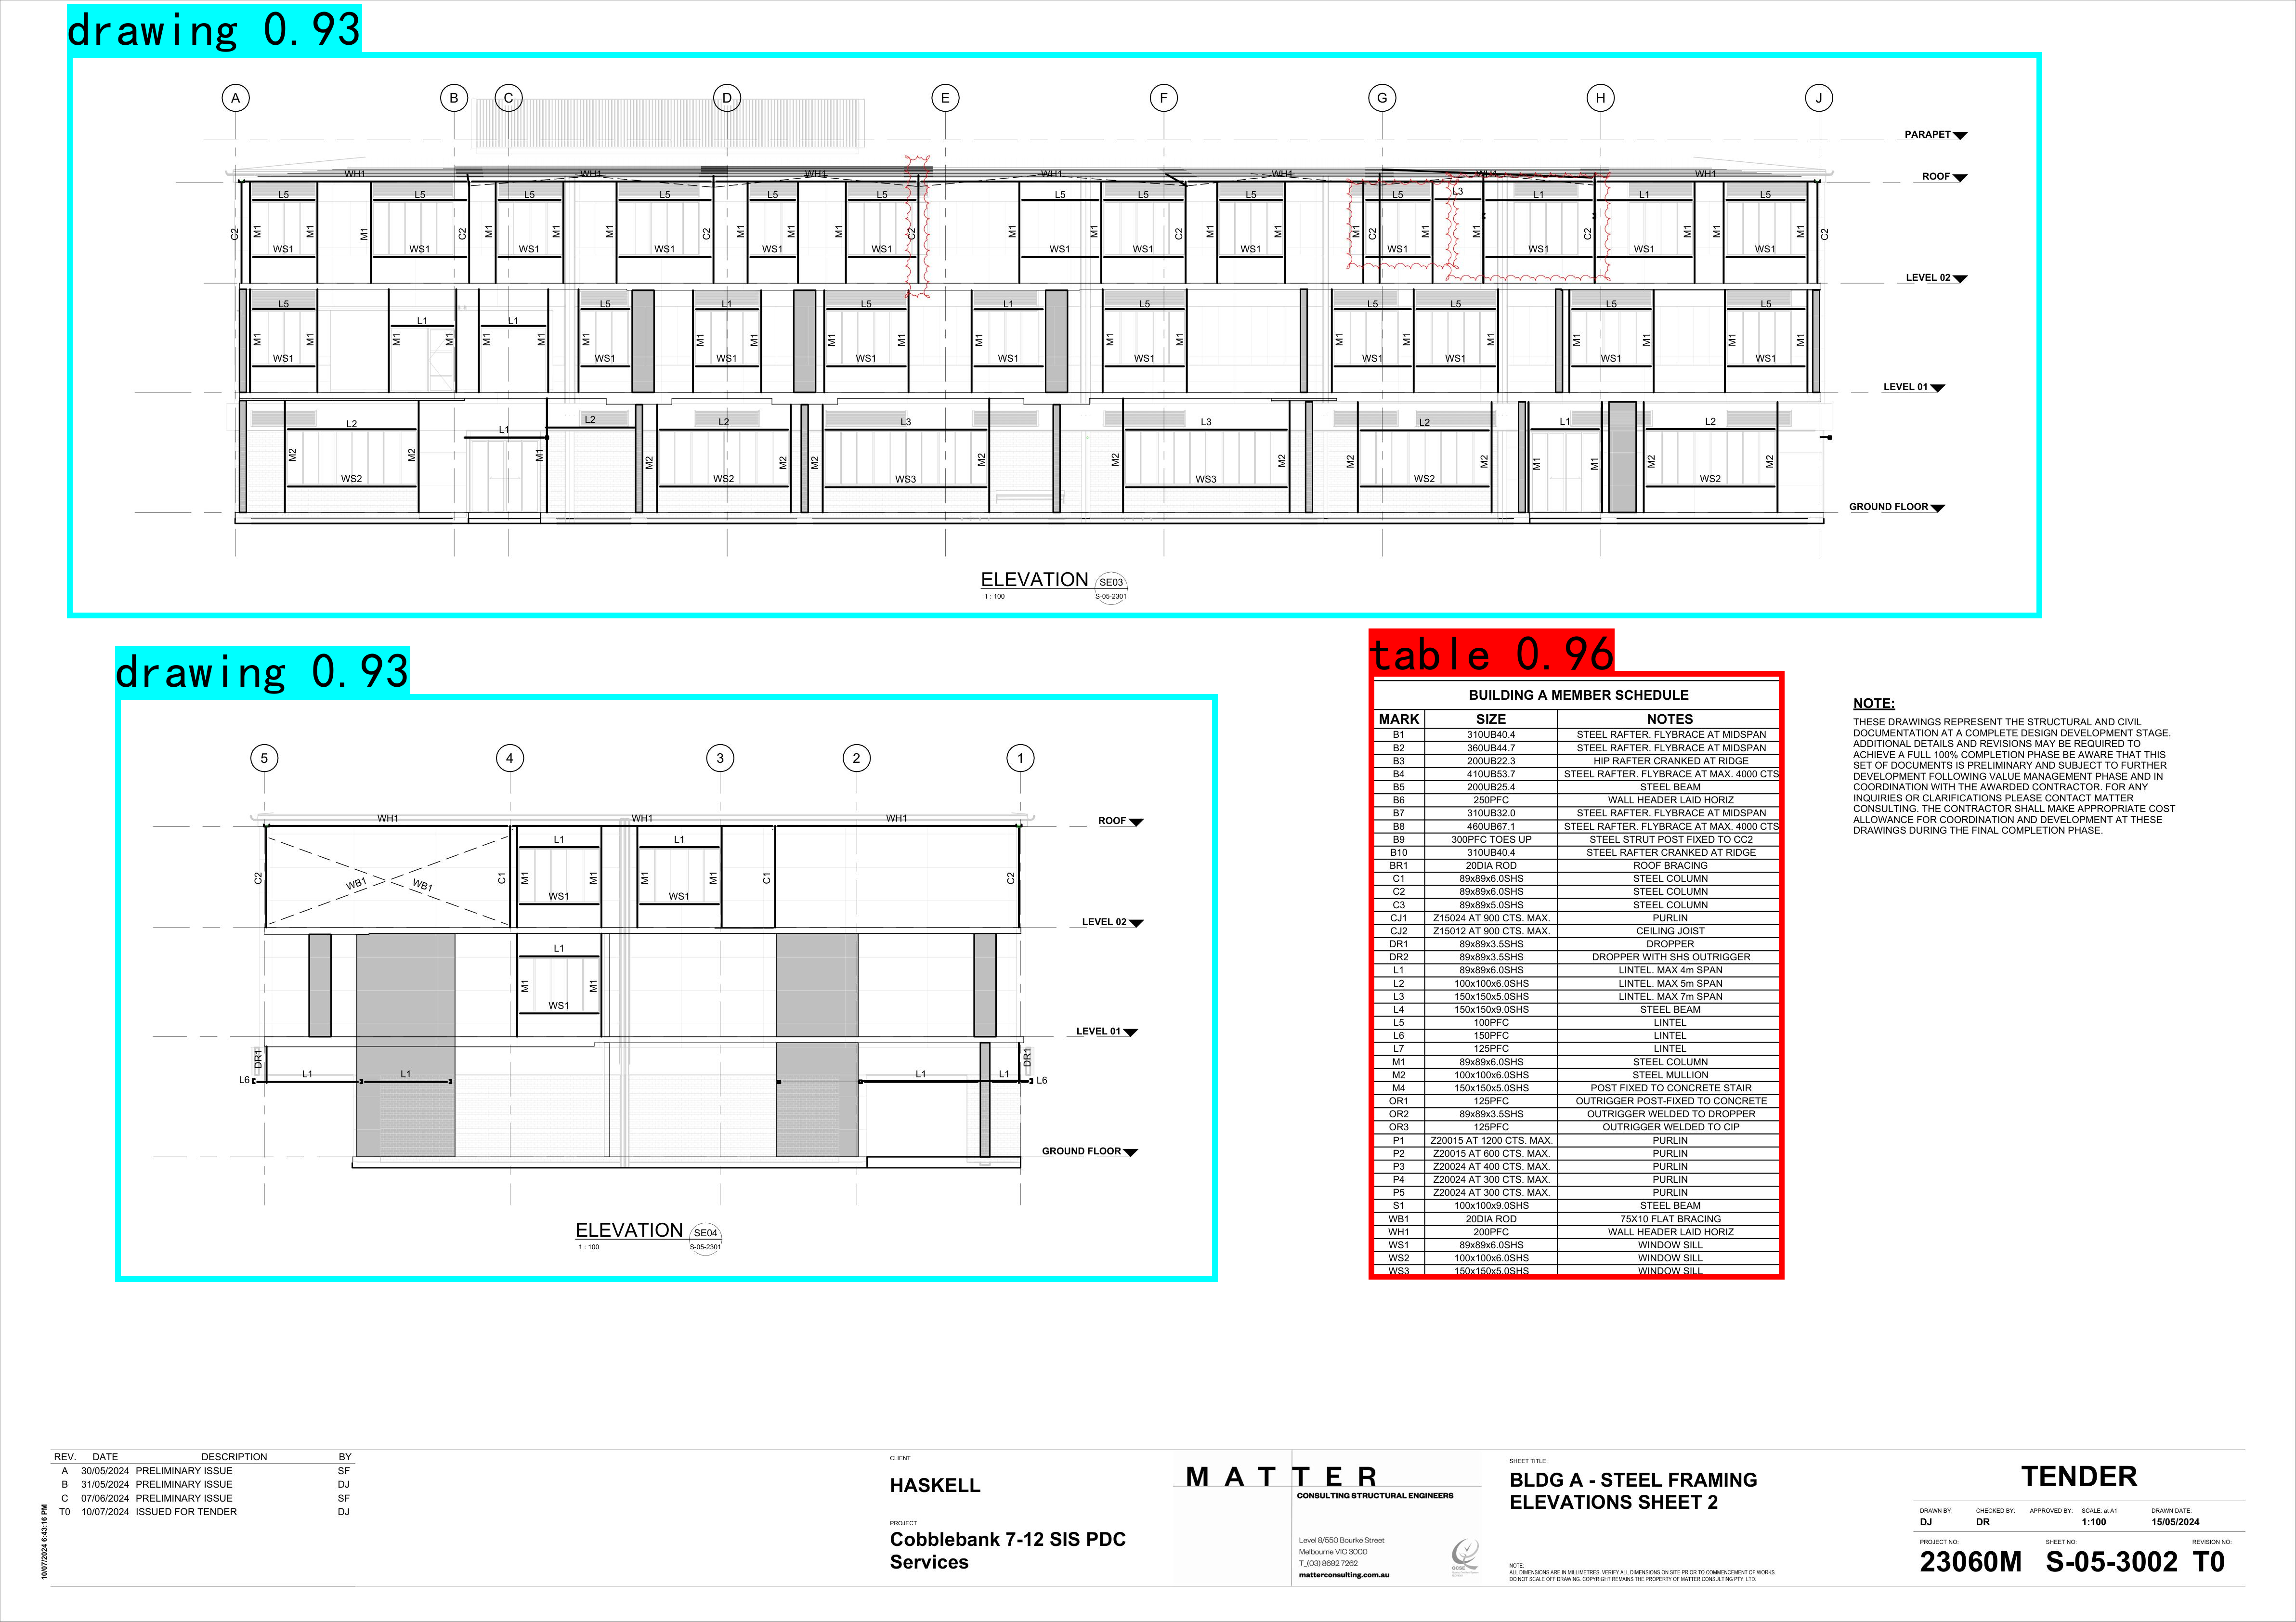 drawing 0.93
A B C D E F G H J
PARAPET
WH1 WH1 WH1 WH1 WH1 WH1 WH1
ROOF
L5 L5 L5 L5 L5 L5 L5 L5 L5 L5 L3 L1 L1 L5
C2 M1 M1 M1 C2 M1 M1 M1 C2 M1 M1 M1 C2 M1 M1 C2 M1 M1 M1 C2 M1 M1 C2 M1 M1 M1 C2
WS1 WS1 WS1 WS1 WS1 WS1 WS1 WS1 WS1 WS1 WS1 WS1 WS1
LEVEL 02
L5 L1 L1 L5 L1 L5 L1 L5 L5 L5 L5 L5
M1 M1 M1 M1 M1 M1 M1 M1 M1 M1 M1 M1 M1 M1 M1 M1 M1 M1 M1 M1 M1 M1 M1
WS1 WS1 WS1 WS1 WS1 WS1 WS1 WS1 WS1 WS1
LEVEL 01
L2 L1 L2 L2 L3 L3 L2 L1 L2
M2 M2 M1 M2 M2 M2 M2 M2 M2 M2 M2 M1 M1 M2 M2
WS2 WS2 WS3 WS3 WS2 WS2
GROUND FLOOR
ELEVATION SE03
1 : 100 S-05-2301
drawing 0.93
5 4 3 2 1
WH1 WH1 WH1
ROOF
L1 L1
C2 WB1 WB1 C1 M1 M1 M1 M1 C1 C2
WS1 WS1
LEVEL 02
L1
M1 M1
WS1
LEVEL 01
DR1 DR1
L6 L1 L1 L1 L1 L6
GROUND FLOOR
ELEVATION SE04
1 : 100 S-05-2301
table 0.96
BUILDING A MEMBER SCHEDULE
MARK SIZE NOTES
B1 310UB40.4 STEEL RAFTER. FLYBRACE AT MIDSPAN
B2 360UB44.7 STEEL RAFTER. FLYBRACE AT MIDSPAN
B3 200UB22.3 HIP RAFTER CRANKED AT RIDGE
B4 410UB53.7 STEEL RAFTER. FLYBRACE AT MAX. 4000 CTS
B5 200UB25.4 STEEL BEAM
B6 250PFC WALL HEADER LAID HORIZ
B7 310UB32.0 STEEL RAFTER. FLYBRACE AT MIDSPAN
B8 460UB67.1 STEEL RAFTER. FLYBRACE AT MAX. 4000 CTS
B9 300PFC TOES UP STEEL STRUT POST FIXED TO CC2
B10 310UB40.4 STEEL RAFTER CRANKED AT RIDGE
BR1 20DIA ROD ROOF BRACING
C1 89x89x6.0SHS STEEL COLUMN
C2 89x89x6.0SHS STEEL COLUMN
C3 89x89x5.0SHS STEEL COLUMN
CJ1 Z15024 AT 900 CTS. MAX. PURLIN
CJ2 Z15012 AT 900 CTS. MAX. CEILING JOIST
DR1 89x89x3.5SHS DROPPER
DR2 89x89x3.5SHS DROPPER WITH SHS OUTRIGGER
L1 89x89x6.0SHS LINTEL. MAX 4m SPAN
L2 100x100x6.0SHS LINTEL. MAX 5m SPAN
L3 150x150x5.0SHS LINTEL. MAX 7m SPAN
L4 150x150x9.0SHS STEEL BEAM
L5 100PFC LINTEL
L6 150PFC LINTEL
L7 125PFC LINTEL
M1 89x89x6.0SHS STEEL COLUMN
M2 100x100x6.0SHS STEEL MULLION
M4 150x150x5.0SHS POST FIXED TO CONCRETE STAIR
OR1 125PFC OUTRIGGER POST-FIXED TO CONCRETE
OR2 89x89x3.5SHS OUTRIGGER WELDED TO DROPPER
OR3 125PFC OUTRIGGER WELDED TO CIP
P1 Z20015 AT 1200 CTS. MAX. PURLIN
P2 Z20015 AT 600 CTS. MAX. PURLIN
P3 Z20024 AT 400 CTS. MAX. PURLIN
P4 Z20024 AT 300 CTS. MAX. PURLIN
P5 Z20024 AT 300 CTS. MAX. PURLIN
S1 100x100x9.0SHS STEEL BEAM
WB1 20DIA ROD 75X10 FLAT BRACING
WH1 200PFC WALL HEADER LAID HORIZ
WS1 89x89x6.0SHS WINDOW SILL
WS2 100x100x6.0SHS WINDOW SILL
WS3 150x150x5.0SHS WINDOW SILL
NOTE:
THESE DRAWINGS REPRESENT THE STRUCTURAL AND CIVIL
DOCUMENTATION AT A COMPLETE DESIGN DEVELOPMENT STAGE.
ADDITIONAL DETAILS AND REVISIONS MAY BE REQUIRED TO
ACHIEVE A FULL 100% COMPLETION PHASE BE AWARE THAT THIS
SET OF DOCUMENTS IS PRELIMINARY AND SUBJECT TO FURTHER
DEVELOPMENT FOLLOWING VALUE MANAGEMENT PHASE AND IN
COORDINATION WITH THE AWARDED CONTRACTOR. FOR ANY
INQUIRIES OR CLARIFICATIONS PLEASE CONTACT MATTER
CONSULTING. THE CONTRACTOR SHALL MAKE APPROPRIATE COST
ALLOWANCE FOR COORDINATION AND DEVELOPMENT AT THESE
DRAWINGS DURING THE FINAL COMPLETION PHASE.
10/07/2024 6:43:16 PM
REV. DATE DESCRIPTION BY
A 30/05/2024 PRELIMINARY ISSUE SF
B 31/05/2024 PRELIMINARY ISSUE DJ
C 07/06/2024 PRELIMINARY ISSUE SF
T0 10/07/2024 ISSUED FOR TENDER DJ
CLIENT
HASKELL
PROJECT
Cobblebank 7-12 SIS PDC
Services
MATTER
CONSULTING STRUCTURAL ENGINEERS
Level 8/550 Bourke Street
Melbourne VIC 3000
T_(03) 8692 7262
matterconsulting.com.au
SHEET TITLE
BLDG A - STEEL FRAMING
ELEVATIONS SHEET 2
NOTE:
ALL DIMENSIONS ARE IN MILLIMETRES. VERIFY ALL DIMENSIONS ON SITE PRIOR TO COMMENCEMENT OF WORKS.
DO NOT SCALE OFF DRAWING. COPYRIGHT REMAINS THE PROPERTY OF MATTER CONSULTING PTY. LTD.
TENDER
DRAWN BY: CHECKED BY: APPROVED BY: SCALE: at A1 DRAWN DATE:
DJ DR 1:100 15/05/2024
PROJECT NO: SHEET NO: REVISION NO:
23060M S-05-3002 T0